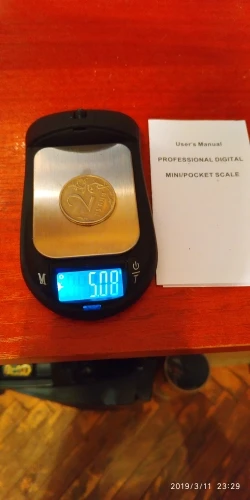 User's Manual
PROFESSIONAL DIGITAL
MINI/POCKET SCALE
5.08
2019/3/11 23:29